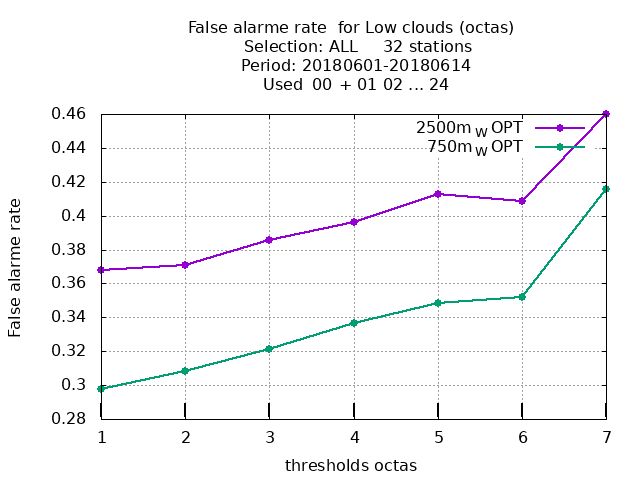 False alarme rate  for Low clouds (octas)
Selection: ALL     32 stations
Period: 20180601-20180614
Used  00 + 01 02 ... 24
0.46
0.44
0.42
0.4
0.38
0.36
0.34
0.32
0.3
0.28
False alarme rate
2500m W OPT
750m W OPT
1 2 3 4 5 6 7
thresholds octas